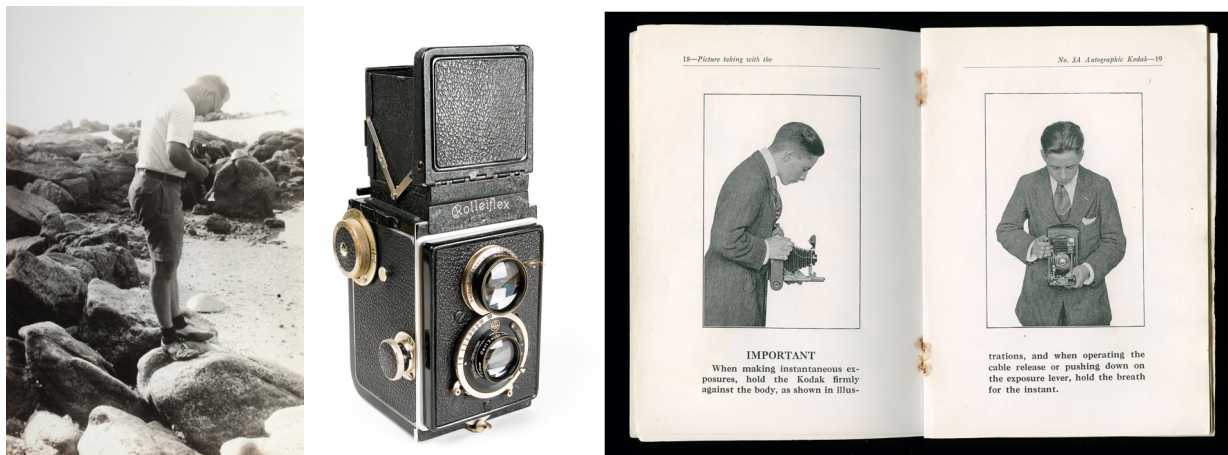 Rolleiflex
18—Picture taking with the
IMPORTANT
When making instantaneous ex-
posures, hold the Kodak firmly
against the body, as shown in illus-
No. 3A Autographic Kodak—19
trations, and when operating the
cable release or pushing down on
the exposure lever, hold the breath
for the instant.